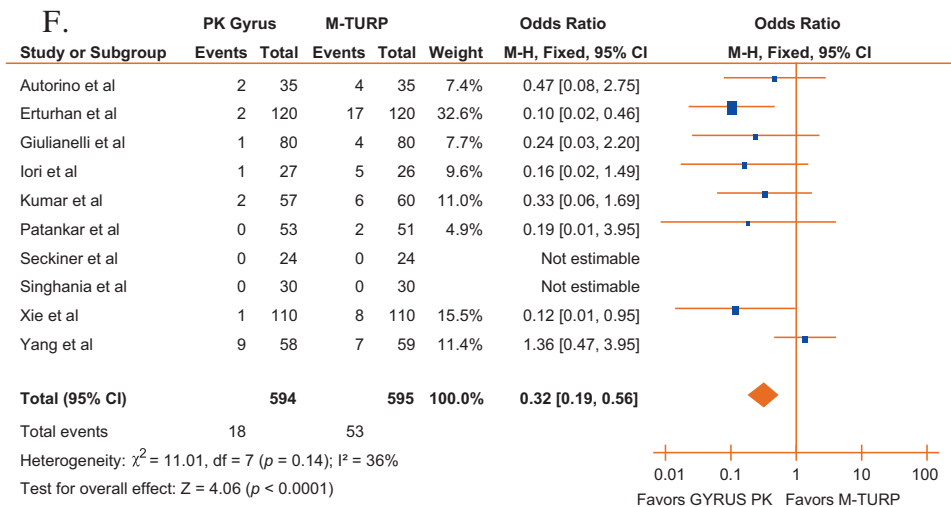 F.
PK Gyrus M-TURP Odds Ratio Odds Ratio
Study or Subgroup Events Total Events Total Weight M-H, Fixed, 95% CI M-H, Fixed, 95% CI
Autorino et al 2 35 4 35 7.4% 0.47 [0.08, 2.75]
Erturhan et al 2 120 17 120 32.6% 0.10 [0.02, 0.46]
Giulianelli et al 1 80 4 80 7.7% 0.24 [0.03, 2.20]
Iori et al 1 27 5 26 9.6% 0.16 [0.02, 1.49]
Kumar et al 2 57 6 60 11.0% 0.33 [0.06, 1.69]
Patankar et al 0 53 2 51 4.9% 0.19 [0.01, 3.95]
Seckiner et al 0 24 0 24 Not estimable
Singhania et al 0 30 0 30 Not estimable
Xie et al 1 110 8 110 15.5% 0.12 [0.01, 0.95]
Yang et al 9 58 7 59 11.4% 1.36 [0.47, 3.95]
Total (95% CI) 594 595 100.0% 0.32 [0.19, 0.56]
Total events 18 53
Heterogeneity: χ² = 11.01, df = 7 (p = 0.14); I² = 36%
Test for overall effect: Z = 4.06 (p < 0.0001)
0.01 0.1 1 10 100
Favors GYRUS PK Favors M-TURP